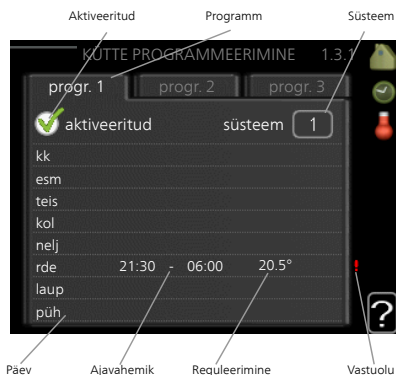 Aktiveeritud Programm Süsteem
KÜTTE PROGRAMMEERIMINE 1.3.1
progr. 1 progr. 2 progr. 3
aktiveeritud süsteem 1
kk
esm
teis
kol
nelj
rde 21:30 - 06:00 20.5° !
laup
püh ?
Päev Ajavahemik Reguleerimine Vastuolu